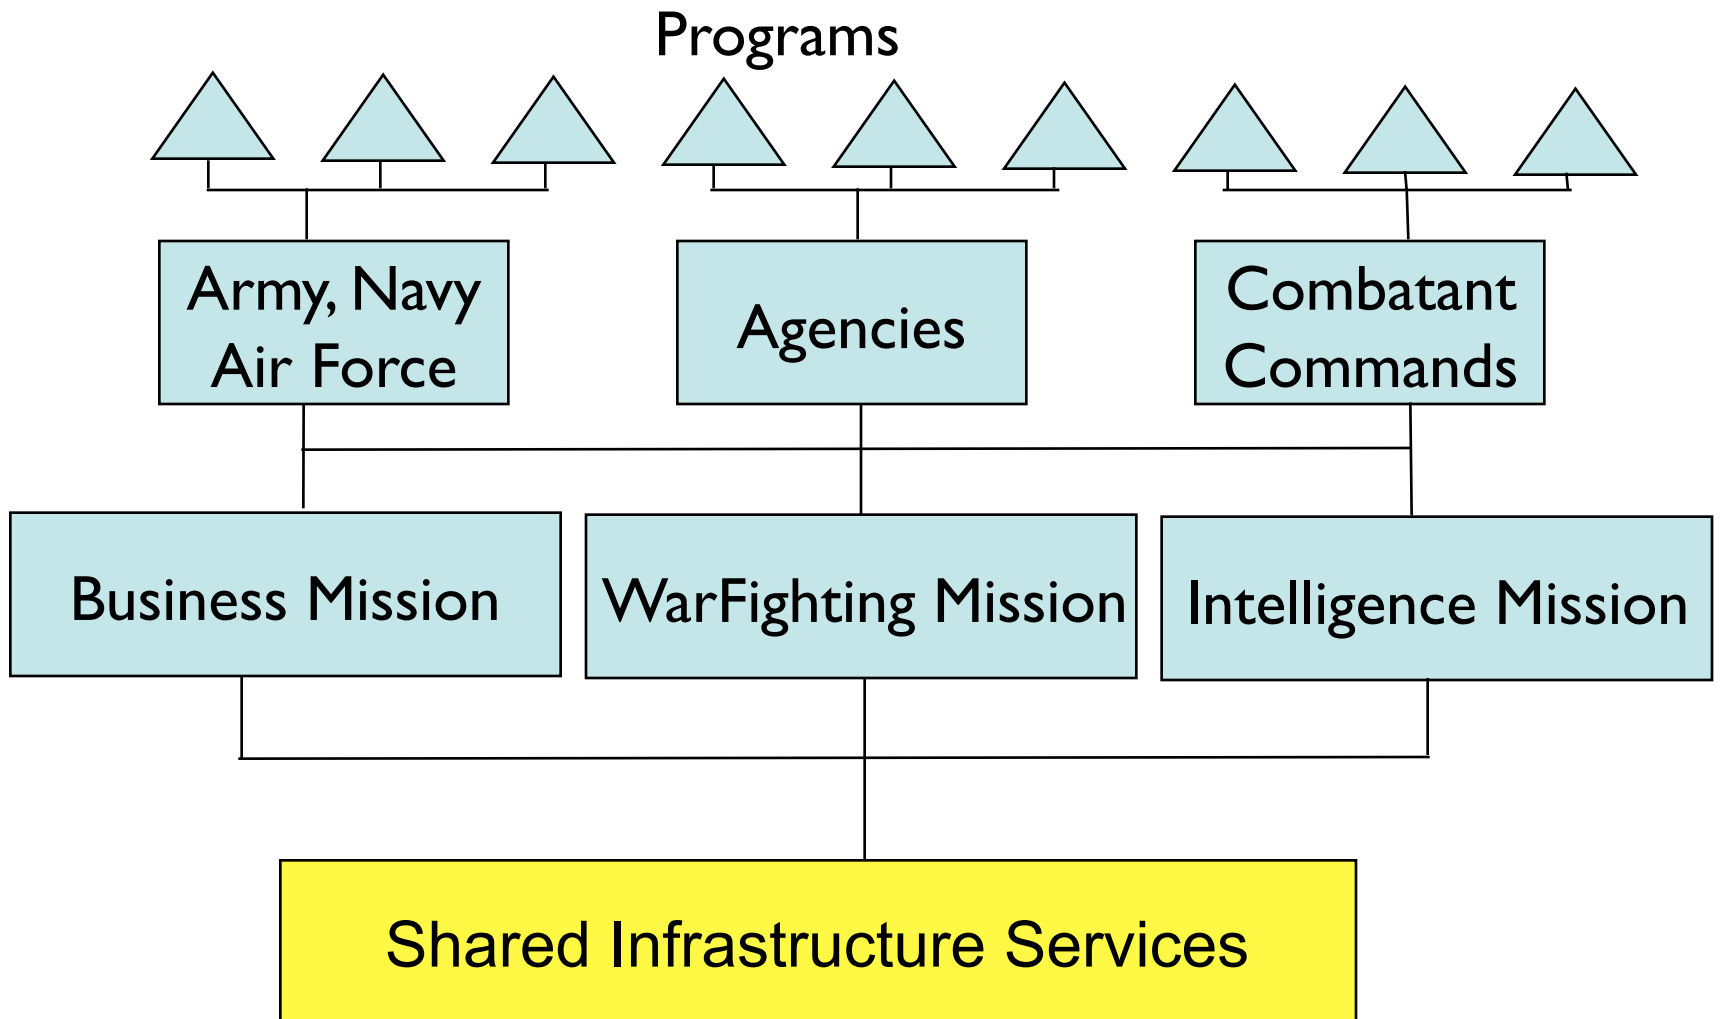 Programs
Army, Navy
Air Force
Agencies
Combatant
Commands
Business Mission
WarFighting Mission
Intelligence Mission
Shared Infrastructure Services